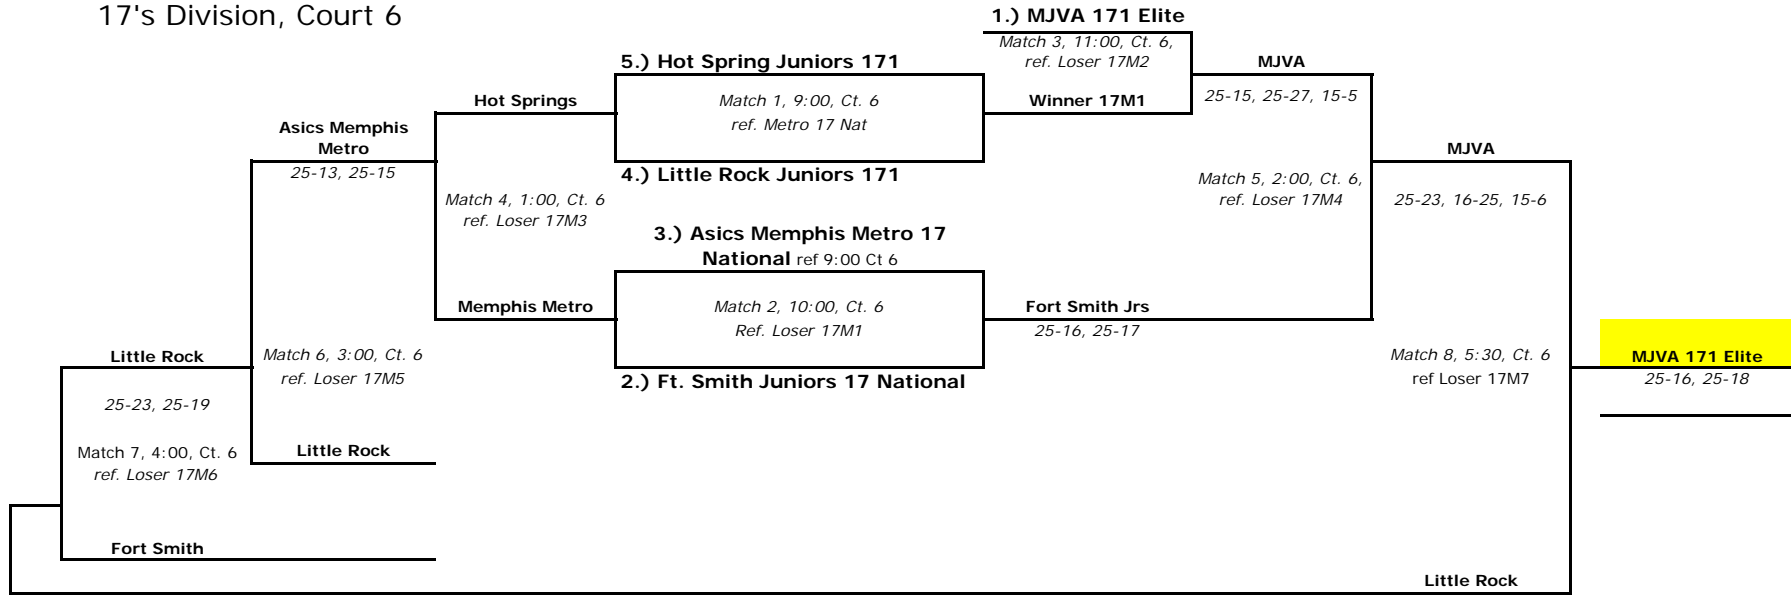 17's Division, Court 6
1.) MJVA 171 Elite
Match 3, 11:00, Ct. 6,
ref. Loser 17M2
5.) Hot Spring Juniors 171
MJVA
Hot Springs
Match 1, 9:00, Ct. 6
ref. Metro 17 Nat
Winner 17M1
25-15, 25-27, 15-5
Asics Memphis
Metro
25-13, 25-15
4.) Little Rock Juniors 171
MJVA
Match 4, 1:00, Ct. 6
ref. Loser 17M3
Match 5, 2:00, Ct. 6,
ref. Loser 17M4
25-23, 16-25, 15-6
3.) Asics Memphis Metro 17
National ref 9:00 Ct 6
Memphis Metro
Match 2, 10:00, Ct. 6
Ref. Loser 17M1
Fort Smith Jrs
25-16, 25-17
Little Rock
Match 6, 3:00, Ct. 6
ref. Loser 17M5
2.) Ft. Smith Juniors 17 National
Match 8, 5:30, Ct. 6
ref Loser 17M7
MJVA 171 Elite
25-16, 25-18
25-23, 25-19
Match 7, 4:00, Ct. 6
ref. Loser 17M6
Little Rock
Fort Smith
Little Rock